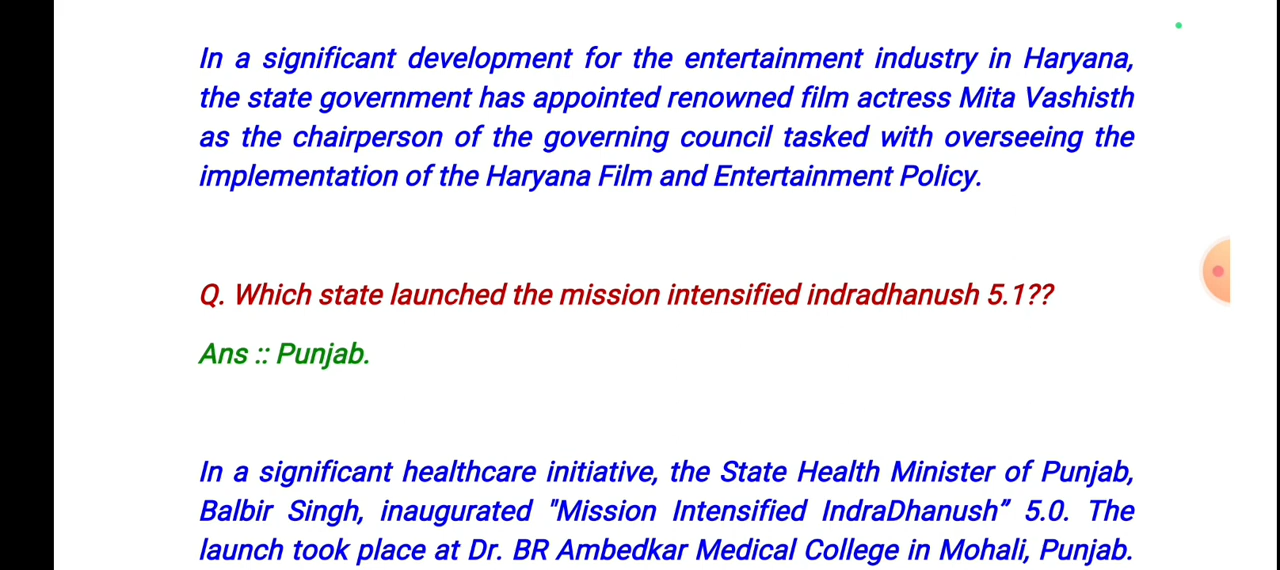 In a significant development for the entertainment industry in Haryana,
the state government has appointed renowned film actress Mita Vashisth
as the chairperson of the governing council tasked with overseeing the
implementation of the Haryana Film and Entertainment Policy.
Q. Which state launched the mission intensified indradhanush 5.1??
Ans :: Punjab.
In a significant healthcare initiative, the State Health Minister of Punjab,
Balbir Singh, inaugurated "Mission Intensified IndraDhanush” 5.0. The
launch took place at Dr. BR Ambedkar Medical College in Mohali, Punjab.